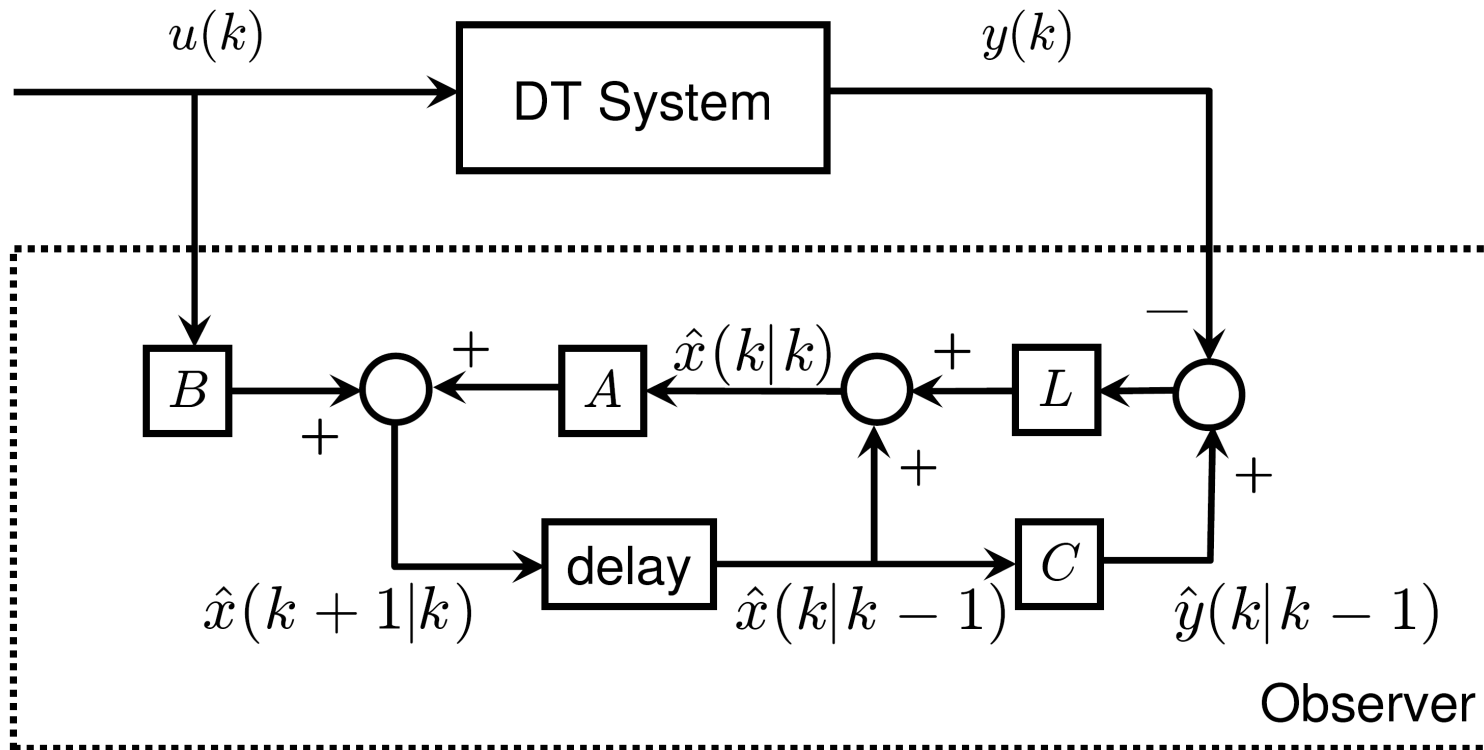 u(k)
y(k)
DT System
−
+
x̂(k|k)
+
B
A
L
+
+
+
delay
C
x̂(k + 1|k)
x̂(k|k − 1)
ŷ(k|k − 1)
Observer